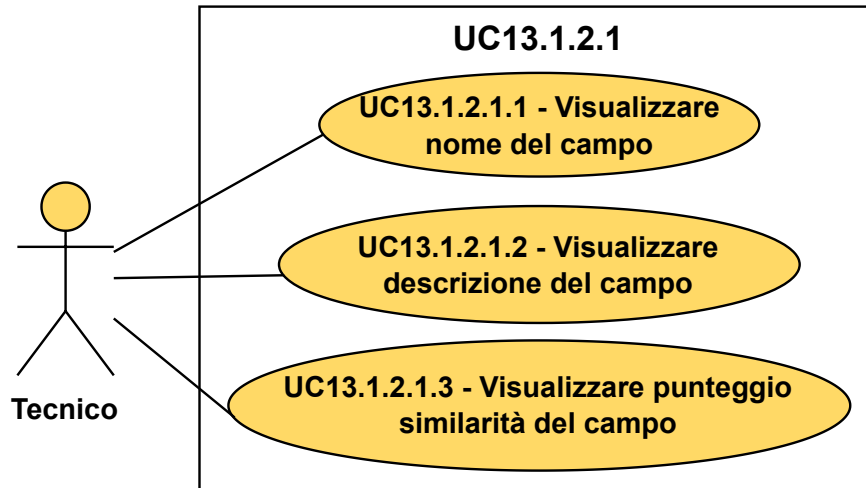 UC13.1.2.1
UC13.1.2.1.1 - Visualizzare
nome del campo
UC13.1.2.1.2 - Visualizzare
descrizione del campo
UC13.1.2.1.3 - Visualizzare punteggio
similarità del campo
Tecnico